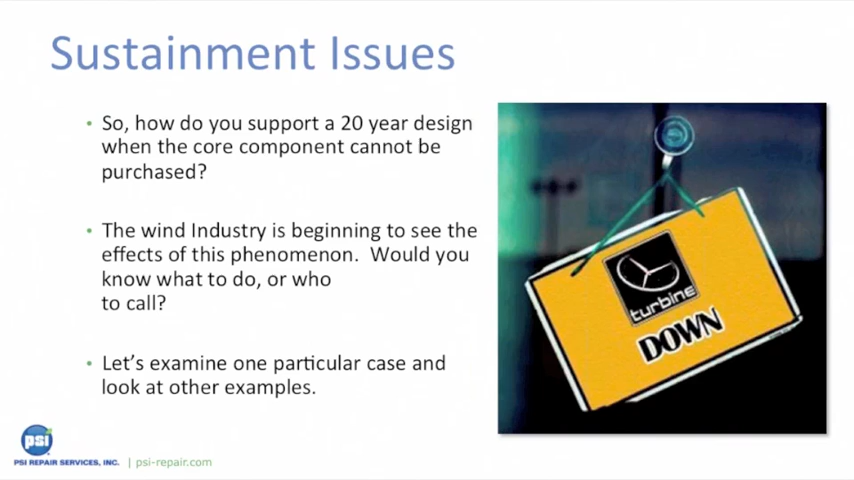 Sustainment Issues
• So, how do you support a 20 year design
when the core component cannot be
purchased?
• The wind Industry is beginning to see the
effects of this phenomenon. Would you
know what to do, or who
to call?
• Let's examine one particular case and
look at other examples.
turbine
DOWN
psi
PSI REPAIR SERVICES, INC. | psi-repair.com